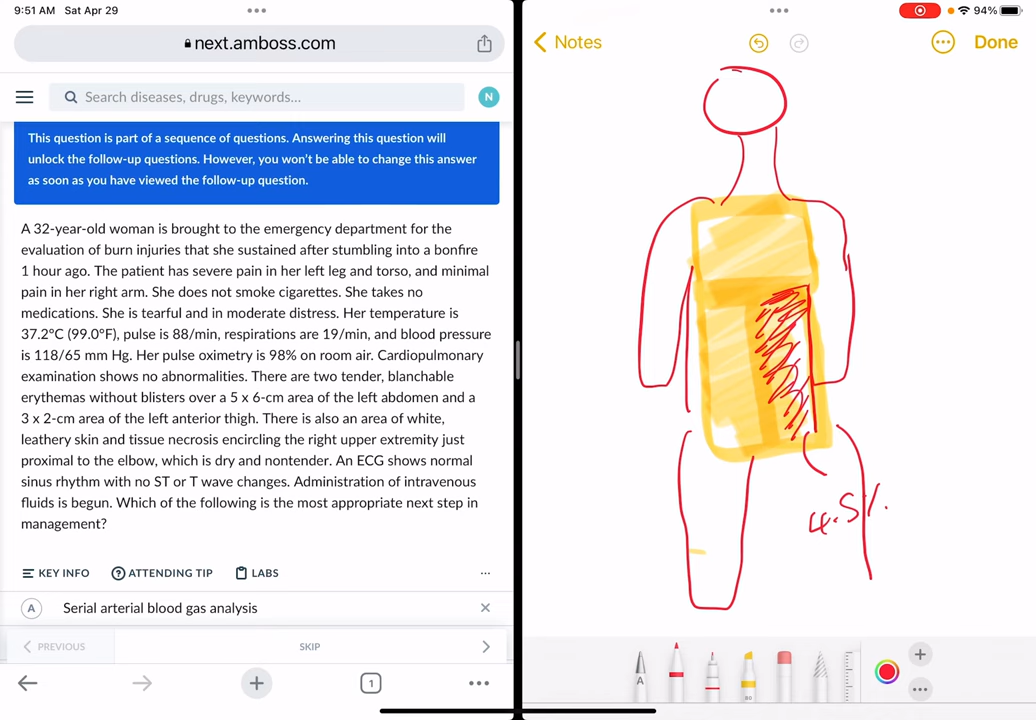 9:51 AM Sat Apr 29
94%
next.amboss.com
Notes
Done
Search diseases, drugs, keywords...
N
This question is part of a sequence of questions. Answering this question will
unlock the follow-up questions. However, you won't be able to change this answer
as soon as you have viewed the follow-up question.
A 32-year-old woman is brought to the emergency department for the
evaluation of burn injuries that she sustained after stumbling into a bonfire
1 hour ago. The patient has severe pain in her left leg and torso, and minimal
pain in her right arm. She does not smoke cigarettes. She takes no
medications. She is tearful and in moderate distress. Her temperature is
37.2°C (99.0°F), pulse is 88/min, respirations are 19/min, and blood pressure
is 118/65 mm Hg. Her pulse oximetry is 98% on room air. Cardiopulmonary
examination shows no abnormalities. There are two tender, blanchable
erythemas without blisters over a 5 x 6-cm area of the left abdomen and a
3 x 2-cm area of the left anterior thigh. There is also an area of white,
leathery skin and tissue necrosis encircling the right upper extremity just
proximal to the elbow, which is dry and nontender. An ECG shows normal
sinus rhythm with no ST or T wave changes. Administration of intravenous
fluids is begun. Which of the following is the most appropriate next step in
management?
4.5%.
KEY INFO
ATTENDING TIP
LABS
A
Serial arterial blood gas analysis
PREVIOUS
SKIP
1
A
80